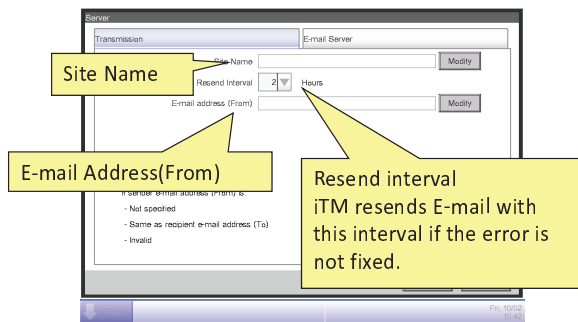 Server
Transmission
E-mail Server
Site Name
Modify
Site Name
Resend Interval
2
Hours
E-mail address (From)
Modify
E-mail Address(From)
Resend interval
iTM resends E-mail with
this interval if the error is
not fixed.
If sender e-mail address (From) is:
- Not specified
- Same as recipient e-mail address (To)
- Invalid
Fri, 10/02
10:42